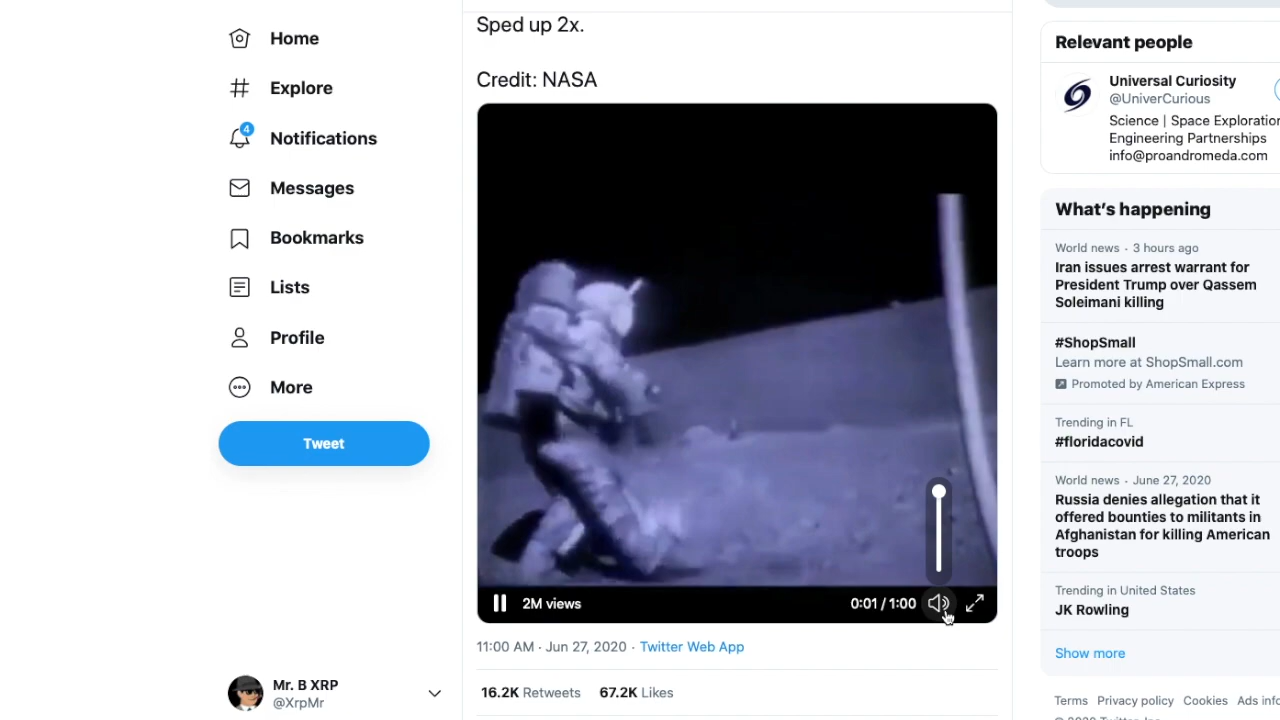 Home
Explore
4
Notifications
Messages
Bookmarks
Lists
Profile
More
Tweet
Mr. B XRP
@XrpMr
Sped up 2x.
Credit: NASA
2M views
0:01 / 1:00
11:00 AM · Jun 27, 2020 · Twitter Web App
16.2K Retweets 67.2K Likes
Relevant people
Universal Curiosity
@UniverCurious
Science | Space Exploration
Engineering Partnerships
info@proandromeda.com
What's happening
World news · 3 hours ago
Iran issues arrest warrant for
President Trump over Qassem
Soleimani killing
#ShopSmall
Learn more at ShopSmall.com
Promoted by American Express
Trending in FL
#floridacovid
World news · June 27, 2020
Russia denies allegation that it
offered bounties to militants in
Afghanistan for killing American
troops
Trending in United States
JK Rowling
Show more
Terms Privacy policy Cookies Ads info